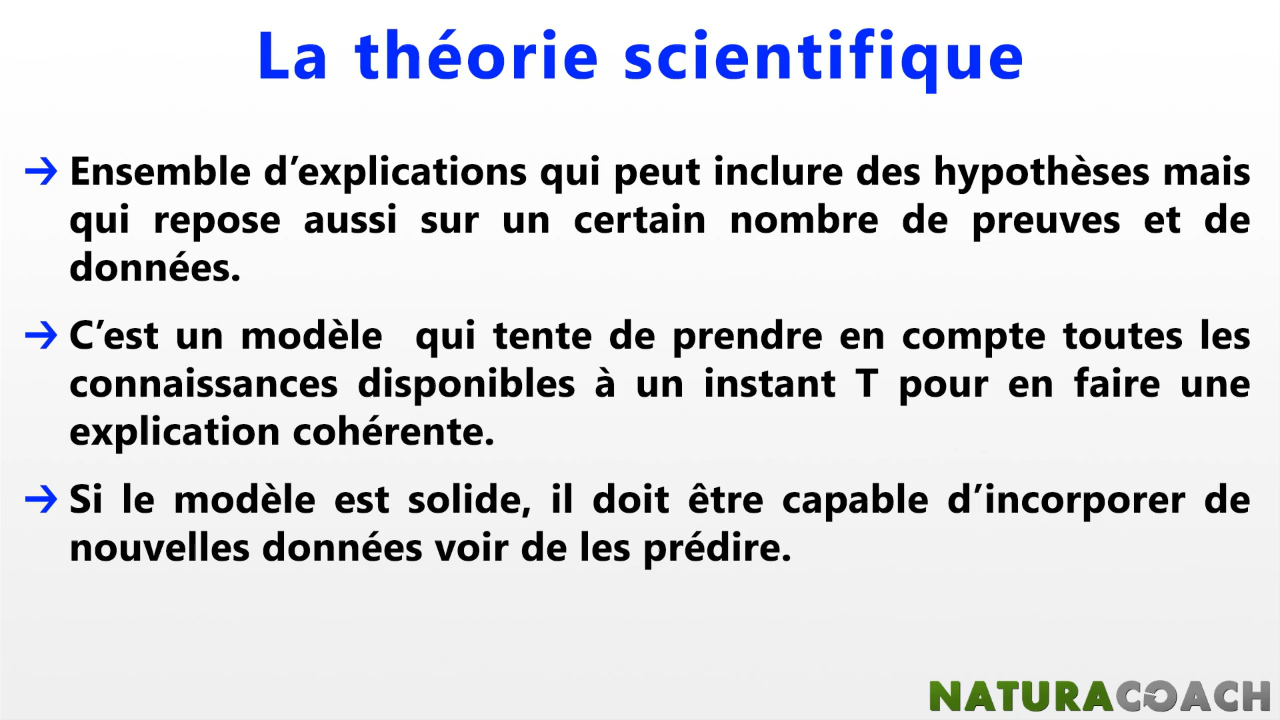 La théorie scientifique
→ Ensemble d’explications qui peut inclure des hypothèses mais
qui repose aussi sur un certain nombre de preuves et de
données.
→ C’est un modèle qui tente de prendre en compte toutes les
connaissances disponibles à un instant T pour en faire une
explication cohérente.
→ Si le modèle est solide, il doit être capable d’incorporer de
nouvelles données voir de les prédire.
NATURACOACH